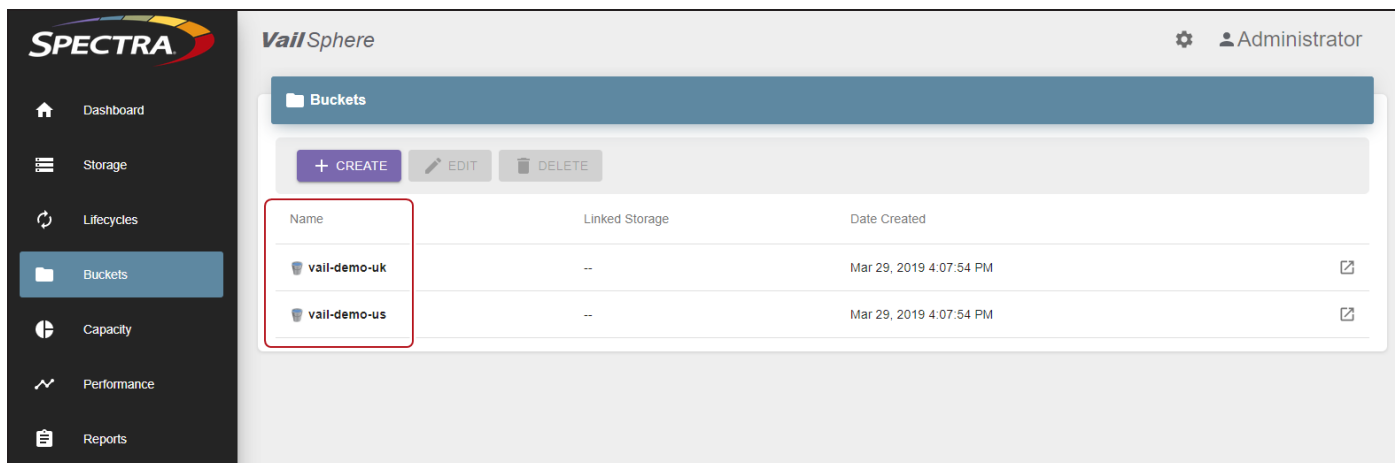 SPECTRA
Vail Sphere
Administrator
Dashboard
Storage
Lifecycles
Buckets
Capacity
Performance
Reports
Buckets
+ CREATE
EDIT
DELETE
Name Linked Storage Date Created
vail-demo-uk -- Mar 29, 2019 4:07:54 PM
vail-demo-us -- Mar 29, 2019 4:07:54 PM